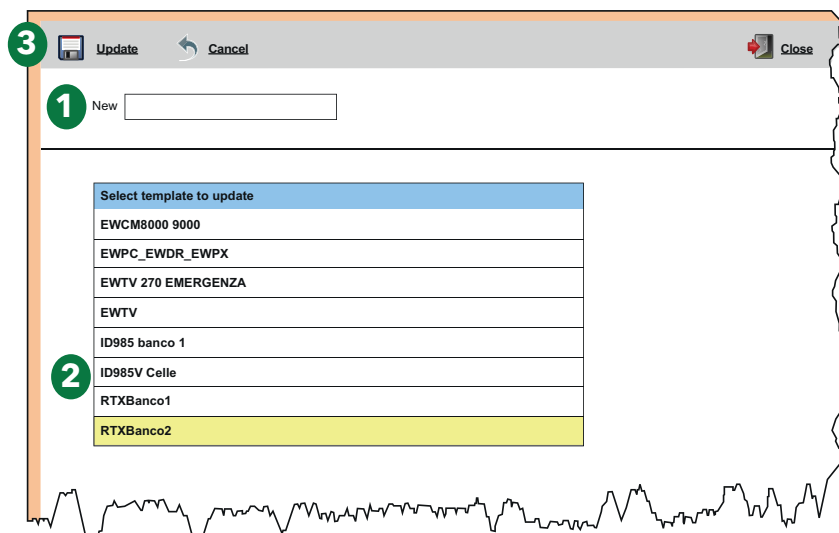 3 Update Cancel Close
1 New
Select template to update
EWCM8000 9000
EWPC_EWDR_EWPX
EWTV 270 EMERGENZA
EWTV
ID985 banco 1
2 ID985V Celle
RTXBanco1
RTXBanco2